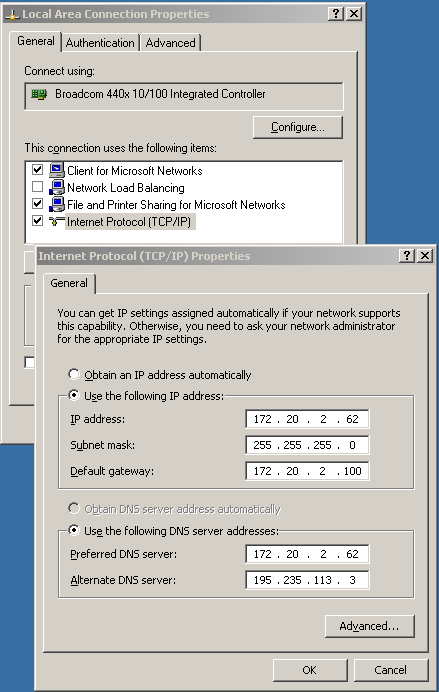 Local Area Connection Properties
General
Authentication
Advanced
Connect using:
Broadcom 440x 10/100 Integrated Controller
Configure...
This connection uses the following items:
Client for Microsoft Networks
Network Load Balancing
File and Printer Sharing for Microsoft Networks
Internet Protocol (TCP/IP)
Internet Protocol (TCP/IP) Properties
General
You can get IP settings assigned automatically if your network supports
this capability. Otherwise, you need to ask your network administrator
for the appropriate IP settings.
Obtain an IP address automatically
Use the following IP address:
IP address: 172 . 20 . 2 . 62
Subnet mask: 255 . 255 . 255 . 0
Default gateway: 172 . 20 . 2 . 100
Obtain DNS server address automatically
Use the following DNS server addresses:
Preferred DNS server: 172 . 20 . 2 . 62
Alternate DNS server: 195 . 235 . 113 . 3
Advanced...
OK
Cancel